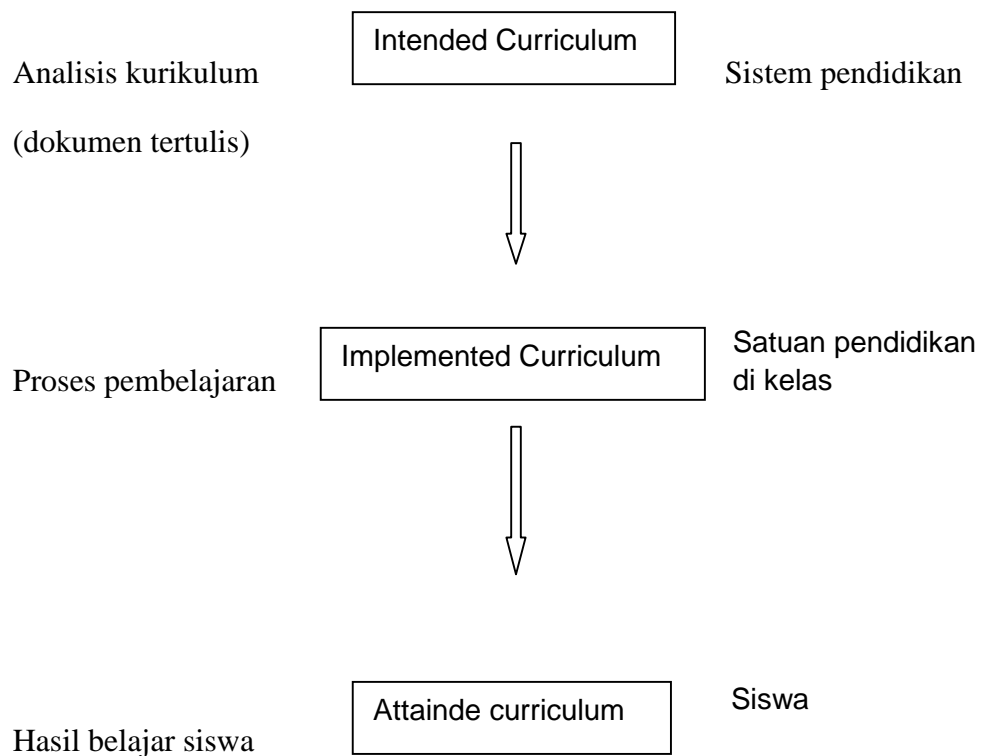 Intended Curriculum
Analisis kurikulum
Sistem pendidikan
(dokumen tertulis)
Implemented Curriculum
Satuan pendidikan
di kelas
Proses pembelajaran
Attainde curriculum
Siswa
Hasil belajar siswa